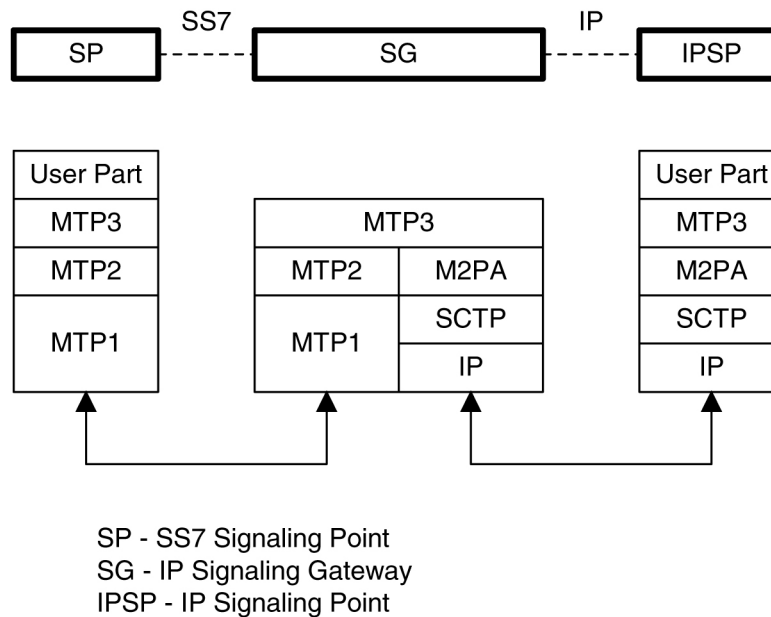 SS7
IP
SP
SG
IPSP
User Part
MTP3
MTP2
MTP1
MTP3
MTP2
M2PA
MTP1
SCTP
IP
User Part
MTP3
M2PA
SCTP
IP
SP - SS7 Signaling Point
SG - IP Signaling Gateway
IPSP - IP Signaling Point